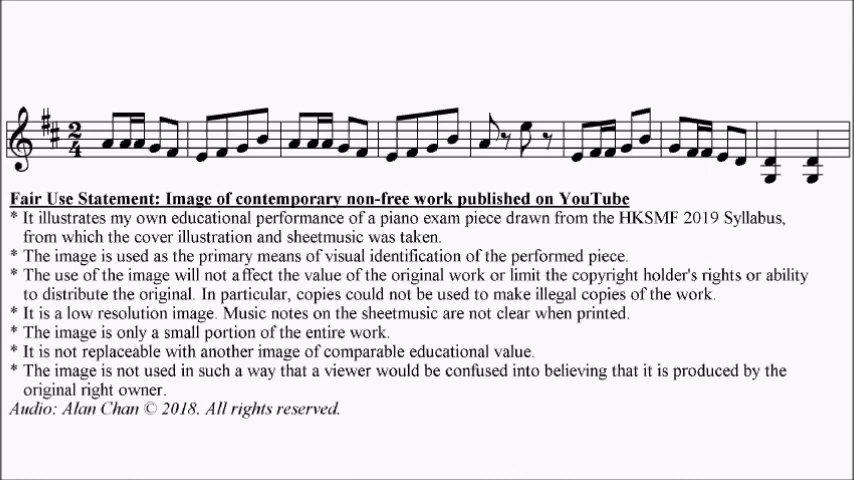 2
4
Fair Use Statement: Image of contemporary non-free work published on YouTube
* It illustrates my own educational performance of a piano exam piece drawn from the HKSMF 2019 Syllabus,
from which the cover illustration and sheetmusic was taken.
* The image is used as the primary means of visual identification of the performed piece.
* The use of the image will not affect the value of the original work or limit the copyright holder's rights or ability
to distribute the original. In particular, copies could not be used to make illegal copies of the work.
* It is a low resolution image. Music notes on the sheetmusic are not clear when printed.
* The image is only a small portion of the entire work.
* It is not replaceable with another image of comparable educational value.
* The image is not used in such a way that a viewer would be confused into believing that it is produced by the
original right owner.
Audio: Alan Chan © 2018. All rights reserved.